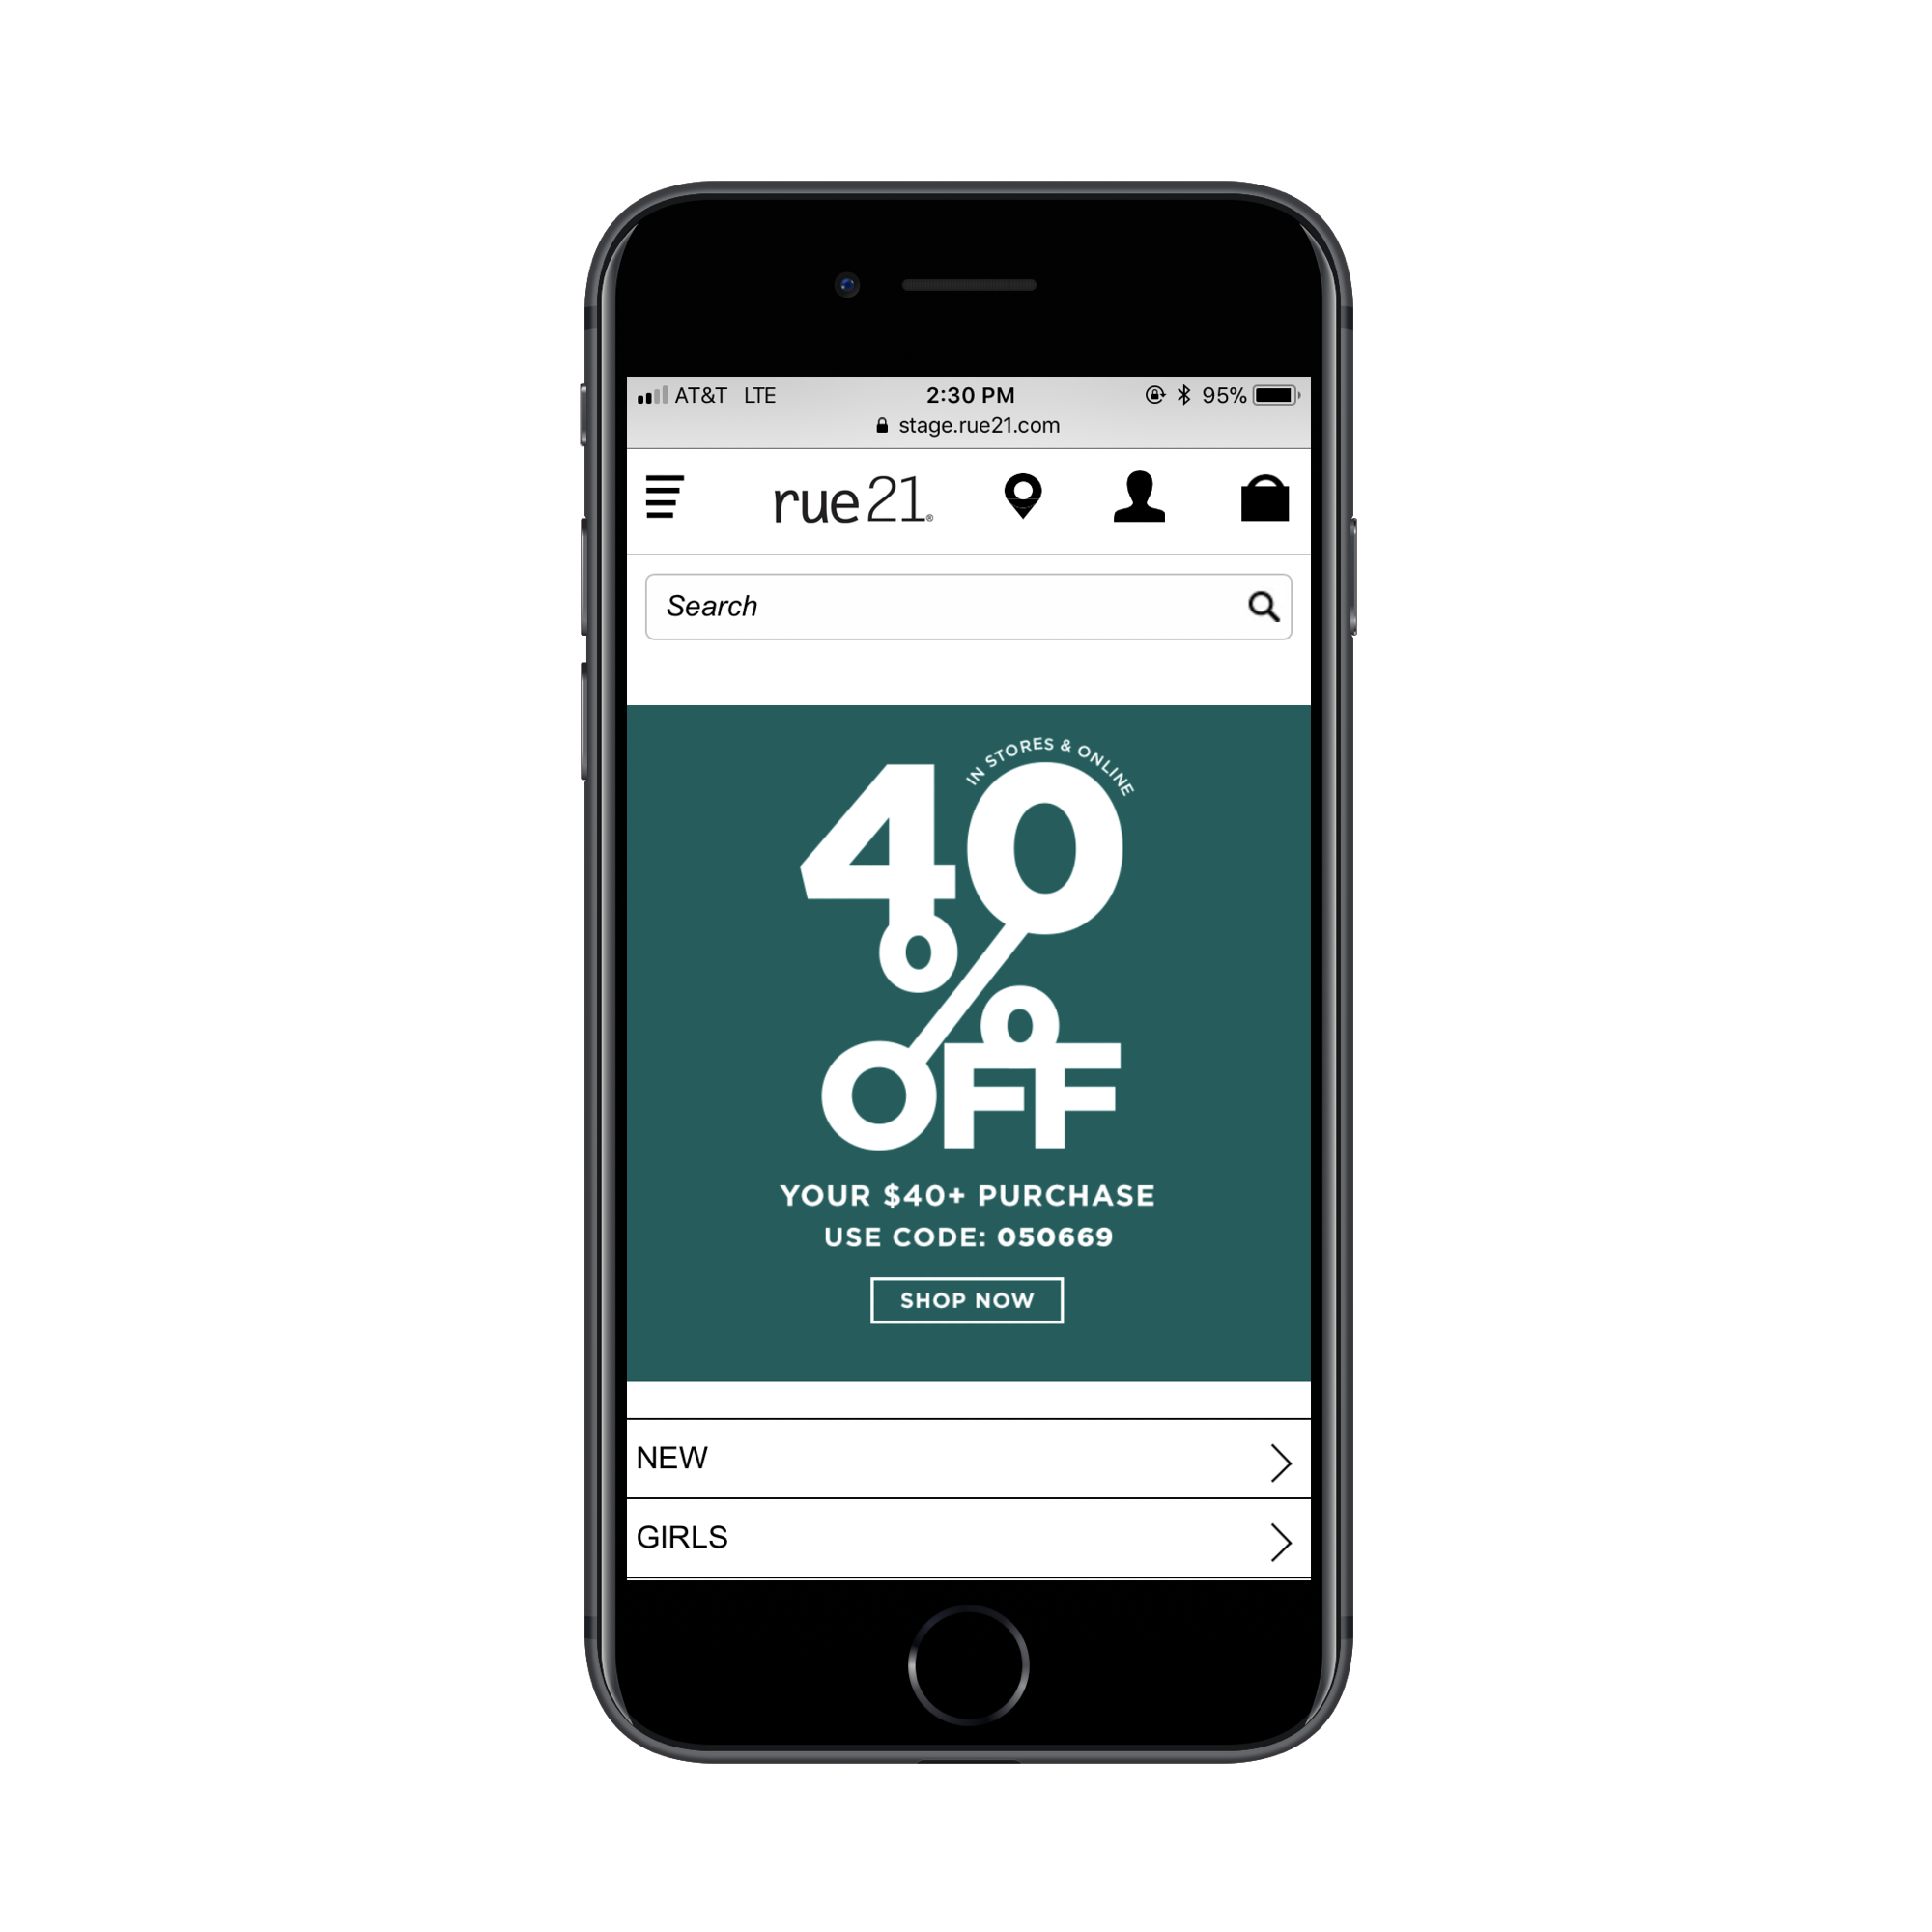 AT&T LTE 2:30 PM 95%
stage.rue21.com
rue21®
Search
IN STORES & ONLINE
40
%
OFF
YOUR $40+ PURCHASE
USE CODE: 050669
SHOP NOW
NEW
GIRLS